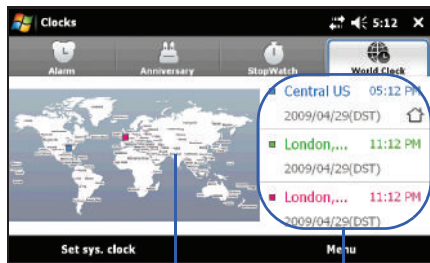 Clocks 5:12
Alarm Anniversary StopWatch World Clock
Central US 05:12 PM
2009/04/29(DST)
London,... 11:12 PM
2009/04/29(DST)
London,... 11:12 PM
2009/04/29(DST)
Set sys. clock Menu